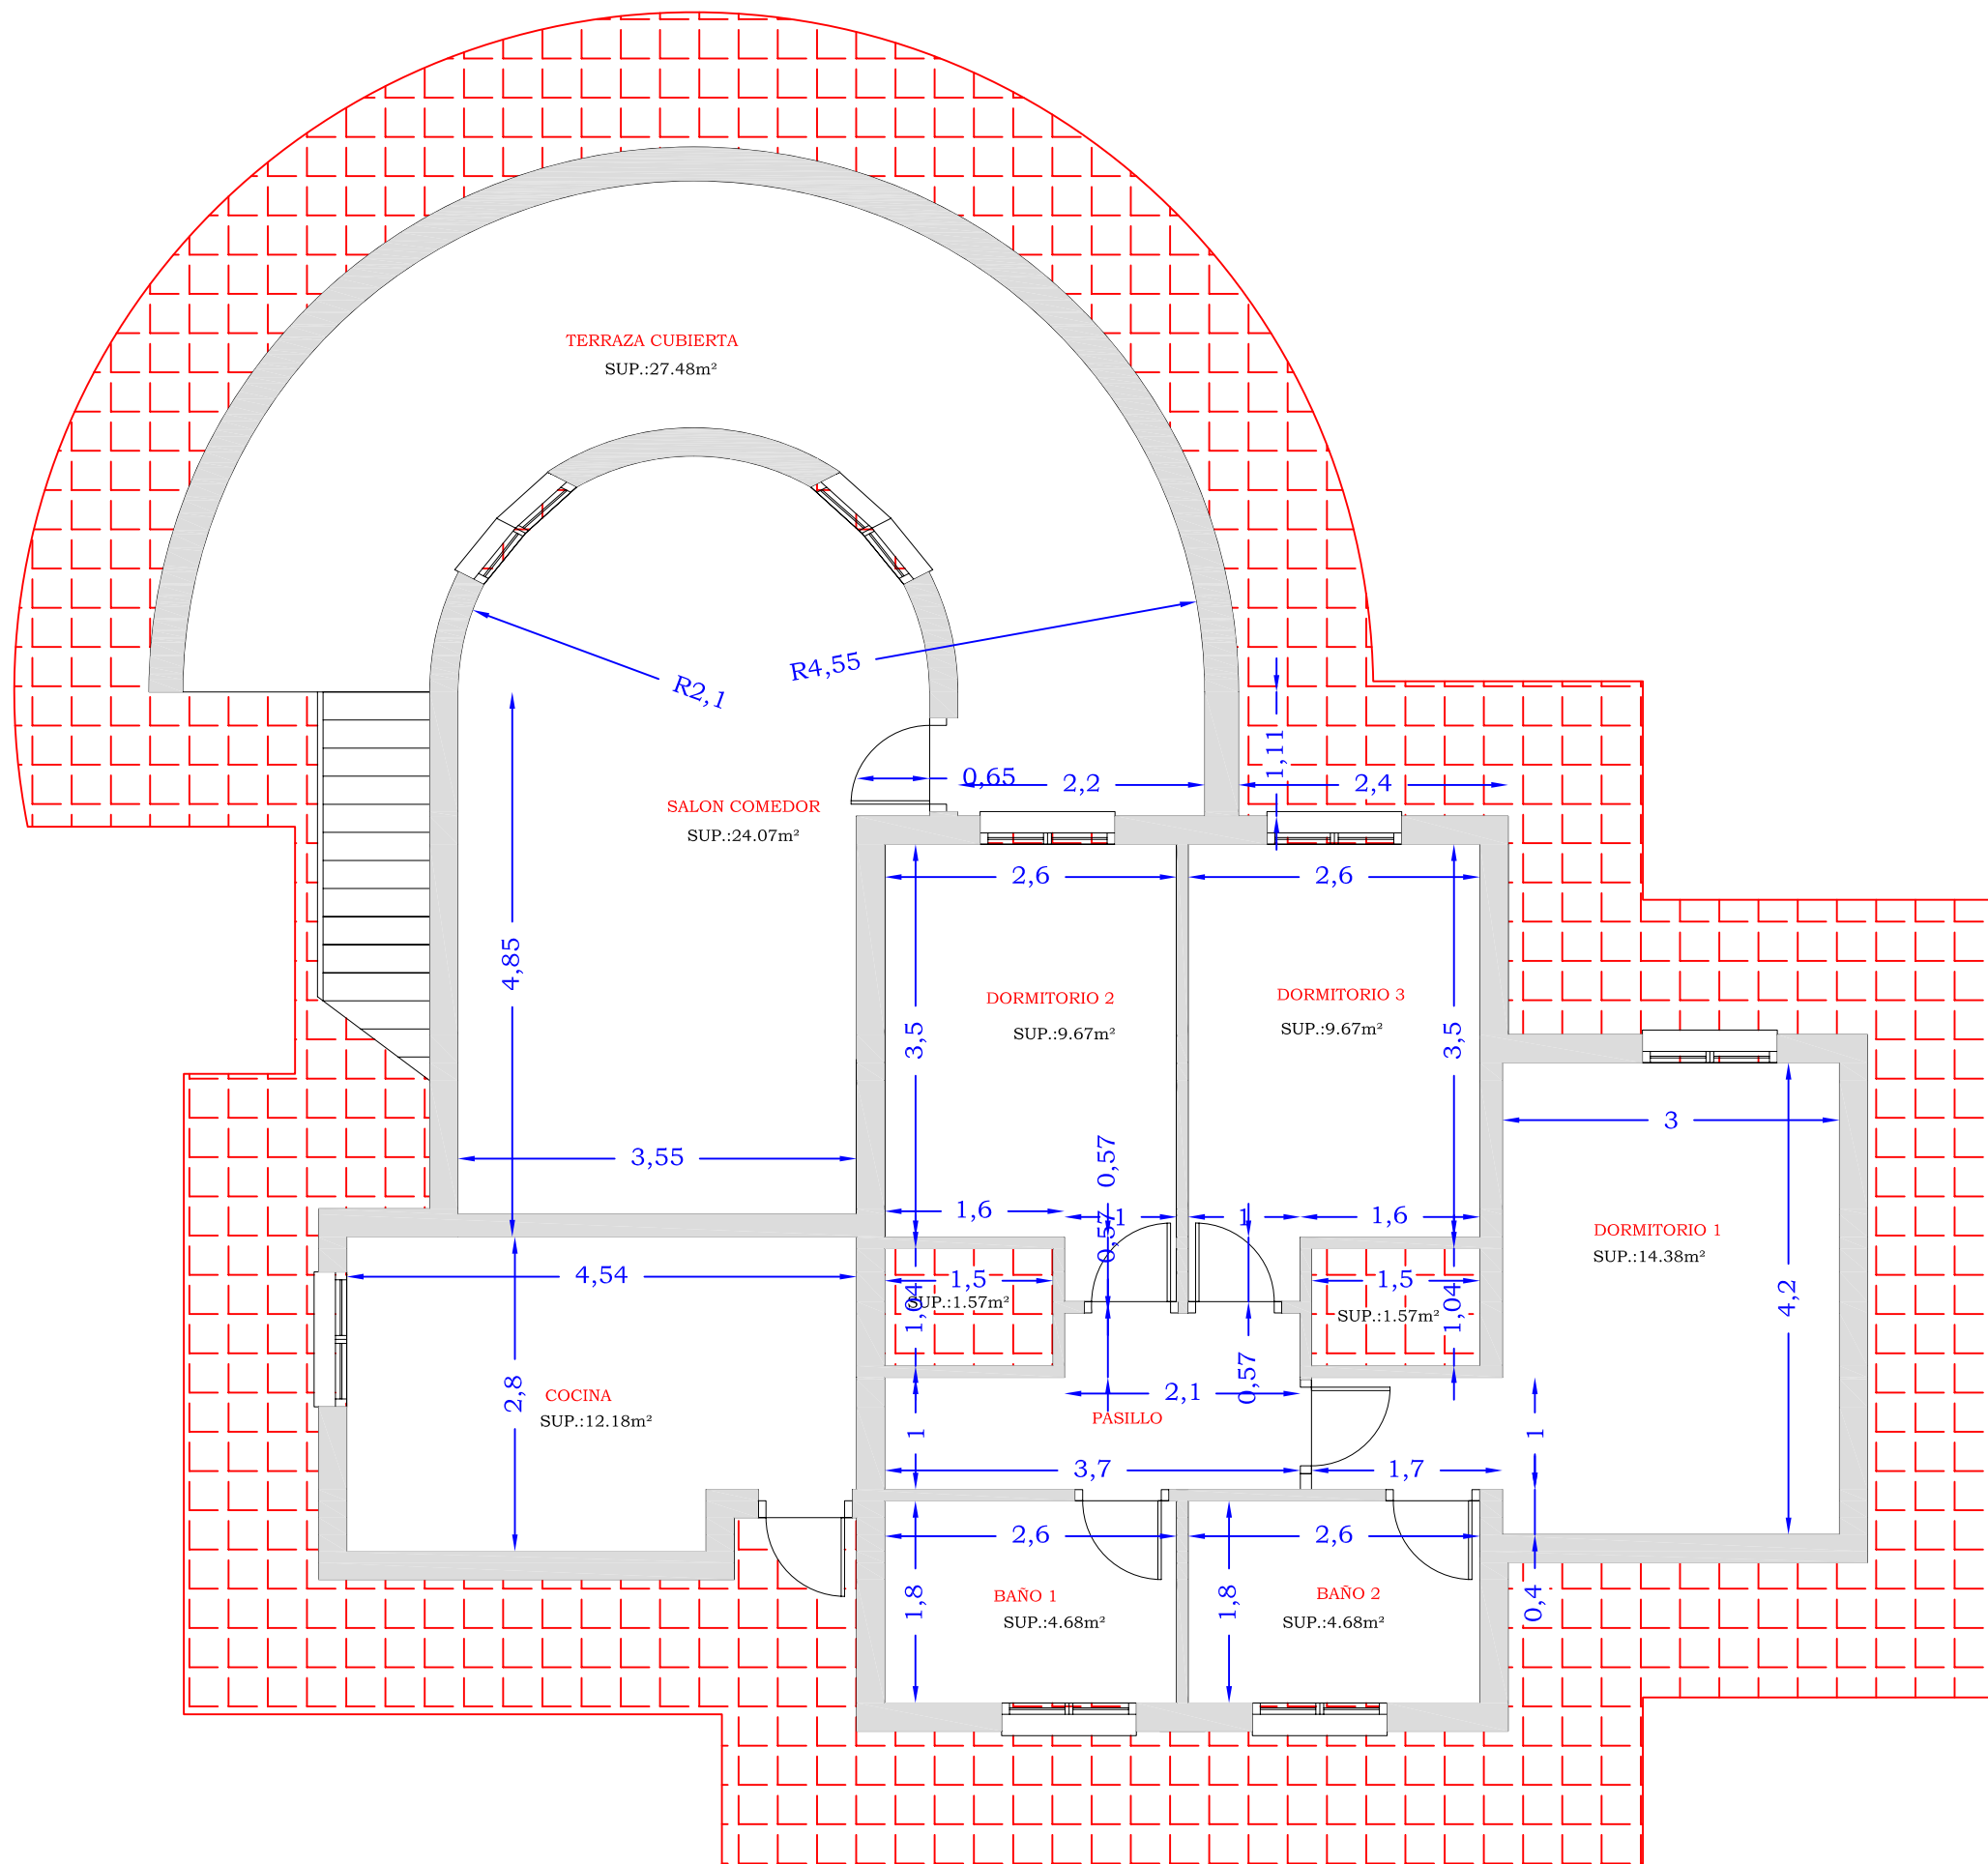 TERRAZA CUBIERTA
SUP.:27.48m²
R2,1
R4,55
1,11
0,65
2,2
2,4
SALON COMEDOR
SUP.:24.07m²
2,6
2,6
4,85
DORMITORIO 2
SUP.:9.67m²
DORMITORIO 3
SUP.:9.67m²
3,5
3,5
3
3,55
0,57
1,6
1
1
1,6
0,57
DORMITORIO 1
SUP.:14.38m²
4,54
1,5
SUP.:1.57m²
1,04
1,5
SUP.:1.57m²
1,04
4,2
2,8
COCINA
SUP.:12.18m²
0,57
2,1
PASILLO
1
1
3,7
1,7
2,6
2,6
1,8
BAÑO 1
SUP.:4.68m²
1,8
BAÑO 2
SUP.:4.68m²
0,4